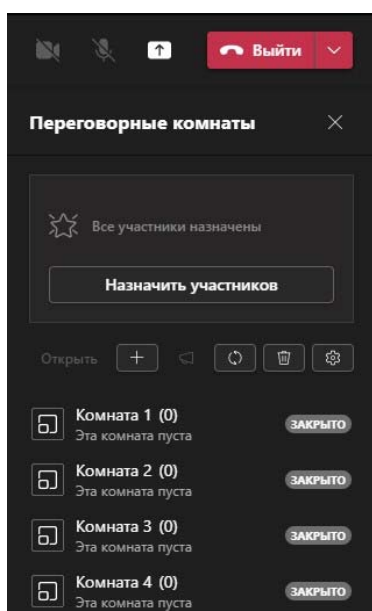 Выйти
Переговорные комнаты
Все участники назначены
Назначить участников
Открыть
Комната 1 (0)
Эта комната пуста
ЗАКРЫТО
Комната 2 (0)
Эта комната пуста
ЗАКРЫТО
Комната 3 (0)
Эта комната пуста
ЗАКРЫТО
Комната 4 (0)
Эта комната пуста
ЗАКРЫТО